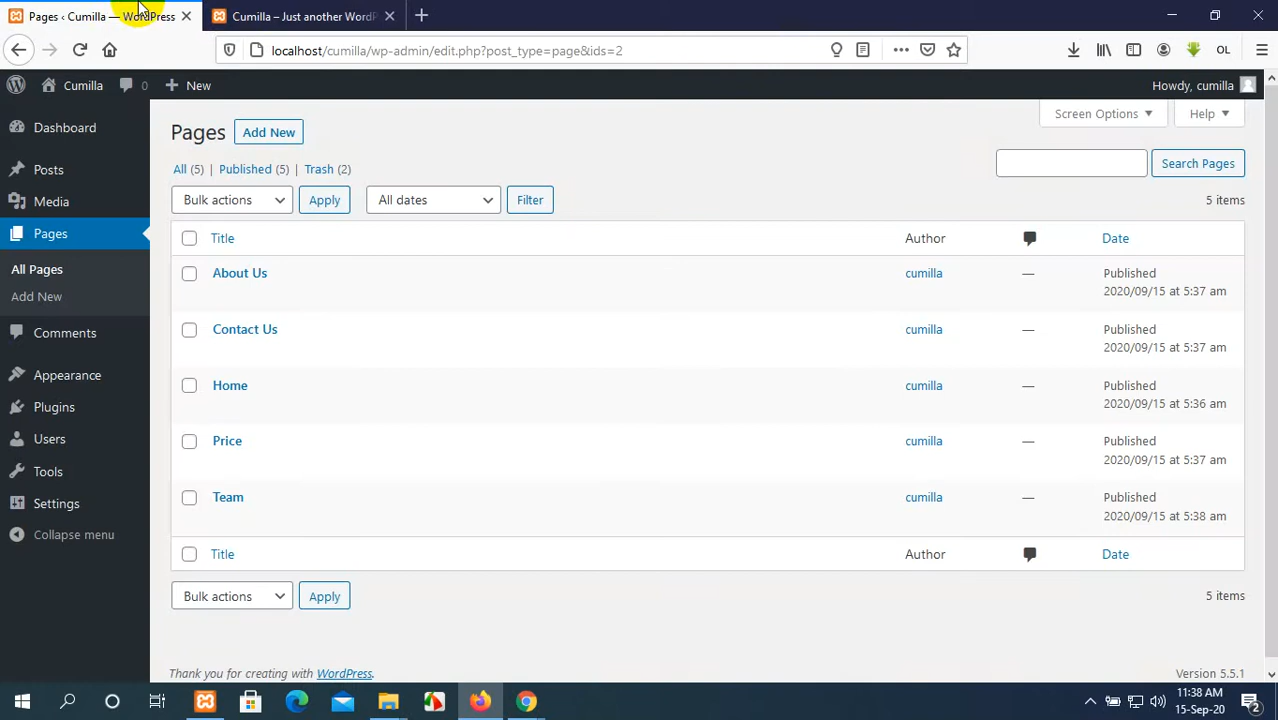 Pages ‹ Cumilla — WordPress
Cumilla – Just another WordP
localhost/cumilla/wp-admin/edit.php?post_type=page&ids=2
OL
Cumilla 0 New Howdy, cumilla
Dashboard
Posts
Media
Pages
All Pages
Add New
Comments
Appearance
Plugins
Users
Tools
Settings
Collapse menu
Screen Options Help
Pages Add New
All (5) | Published (5) | Trash (2)
Search Pages
Bulk actions Apply All dates Filter 5 items
Title Author Date
About Us cumilla — Published
2020/09/15 at 5:37 am
Contact Us cumilla — Published
2020/09/15 at 5:37 am
Home cumilla — Published
2020/09/15 at 5:36 am
Price cumilla — Published
2020/09/15 at 5:37 am
Team cumilla — Published
2020/09/15 at 5:38 am
Title Author Date
Bulk actions Apply 5 items
Thank you for creating with WordPress. Version 5.5.1
11:38 AM
15-Sep-20
2